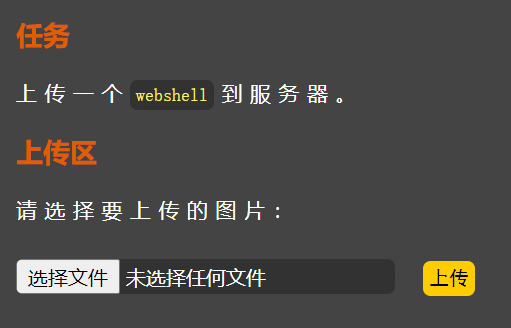 任务
上传一个 webshell 到服务器。
上传区
请选择要上传的图片：
选择文件 未选择任何文件 上传